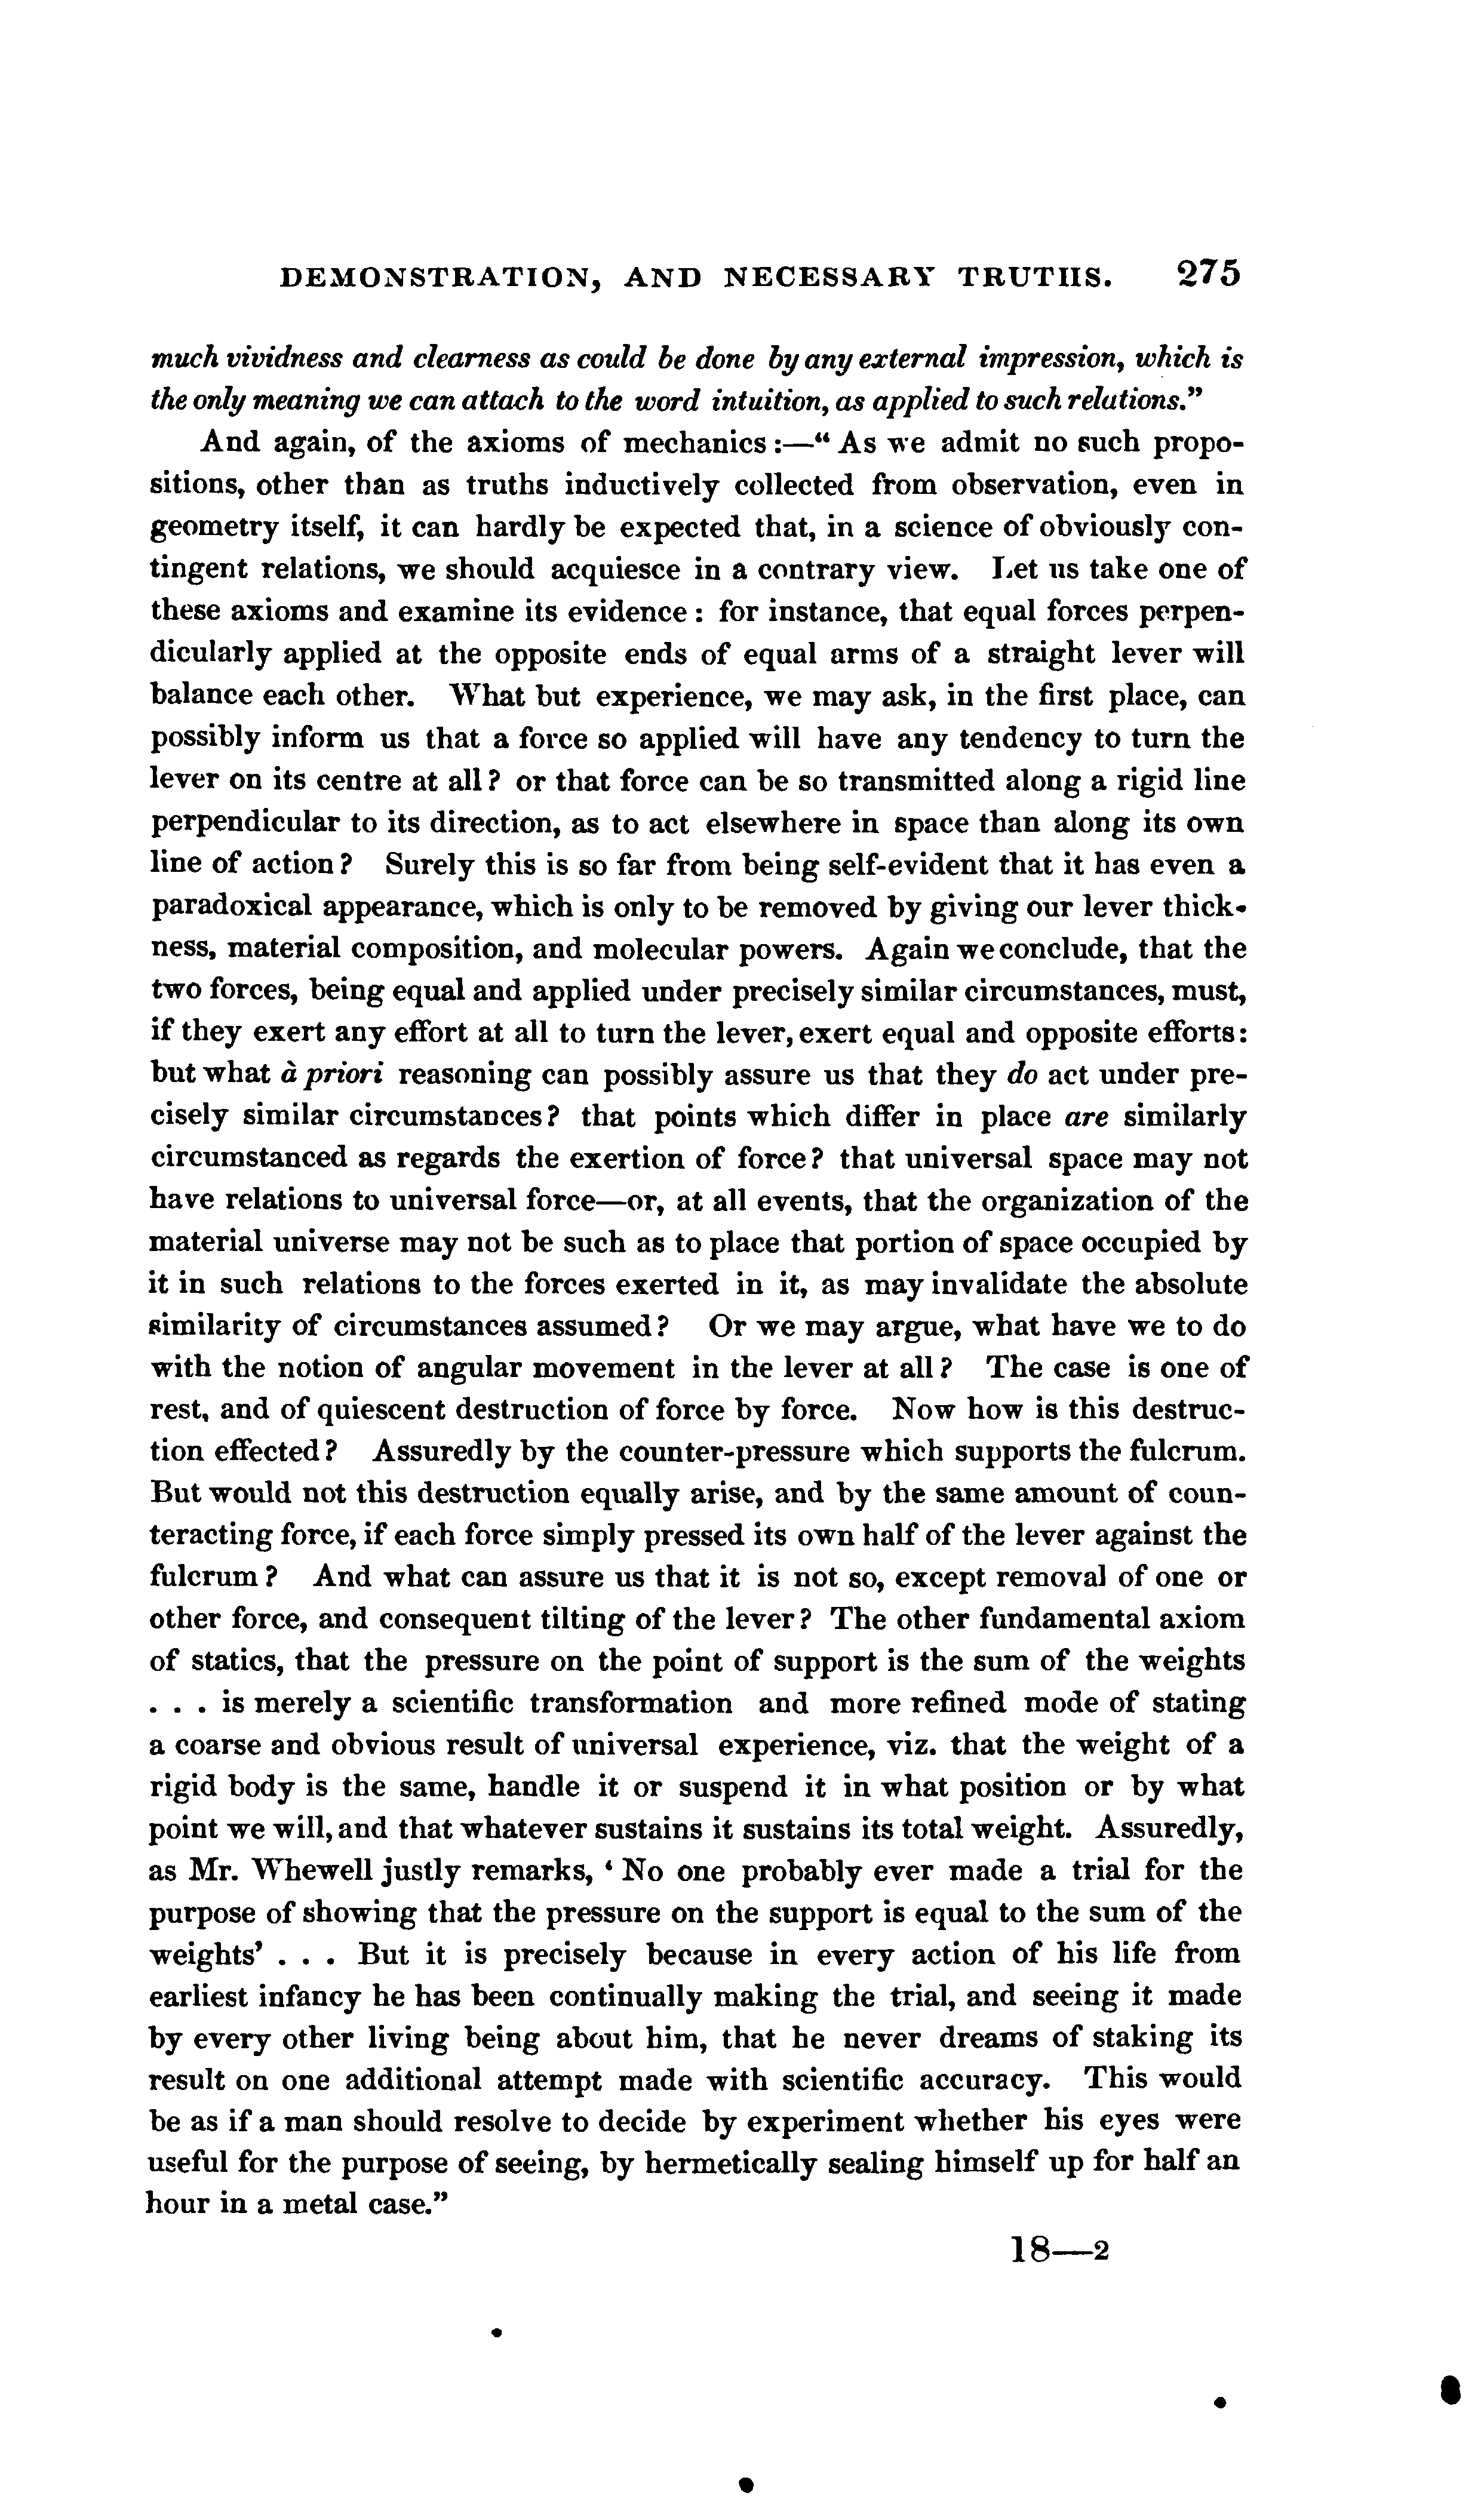 DEMONSTRATION, AND NECESSARY TRUTHS. 275
much vividness and clearness as could be done by any external impression, which is
the only meaning we can attach to the word intuition, as applied to such relations."
And again, of the axioms of mechanics:—"As we admit no such propo-
sitions, other than as truths inductively collected from observation, even in
geometry itself, it can hardly be expected that, in a science of obviously con-
tingent relations, we should acquiesce in a contrary view. Let us take one of
these axioms and examine its evidence: for instance, that equal forces perpen-
dicularly applied at the opposite ends of equal arms of a straight lever will
balance each other. What but experience, we may ask, in the first place, can
possibly inform us that a force so applied will have any tendency to turn the
lever on its centre at all? or that force can be so transmitted along a rigid line
perpendicular to its direction, as to act elsewhere in space than along its own
line of action? Surely this is so far from being self-evident that it has even a
paradoxical appearance, which is only to be removed by giving our lever thick-
ness, material composition, and molecular powers. Again we conclude, that the
two forces, being equal and applied under precisely similar circumstances, must,
if they exert any effort at all to turn the lever, exert equal and opposite efforts:
but what à priori reasoning can possibly assure us that they do act under pre-
cisely similar circumstances? that points which differ in place are similarly
circumstanced as regards the exertion of force? that universal space may not
have relations to universal force—or, at all events, that the organization of the
material universe may not be such as to place that portion of space occupied by
it in such relations to the forces exerted in it, as may invalidate the absolute
similarity of circumstances assumed? Or we may argue, what have we to do
with the notion of angular movement in the lever at all? The case is one of
rest, and of quiescent destruction of force by force. Now how is this destruc-
tion effected? Assuredly by the counter-pressure which supports the fulcrum.
But would not this destruction equally arise, and by the same amount of coun-
teracting force, if each force simply pressed its own half of the lever against the
fulcrum? And what can assure us that it is not so, except removal of one or
other force, and consequent tilting of the lever? The other fundamental axiom
of statics, that the pressure on the point of support is the sum of the weights
. . . is merely a scientific transformation and more refined mode of stating
a coarse and obvious result of universal experience, viz. that the weight of a
rigid body is the same, handle it or suspend it in what position or by what
point we will, and that whatever sustains it sustains its total weight. Assuredly,
as Mr. Whewell justly remarks, 'No one probably ever made a trial for the
purpose of showing that the pressure on the support is equal to the sum of the
weights' . . . But it is precisely because in every action of his life from
earliest infancy he has been continually making the trial, and seeing it made
by every other living being about him, that he never dreams of staking its
result on one additional attempt made with scientific accuracy. This would
be as if a man should resolve to decide by experiment whether his eyes were
useful for the purpose of seeing, by hermetically sealing himself up for half an
hour in a metal case."
18—2